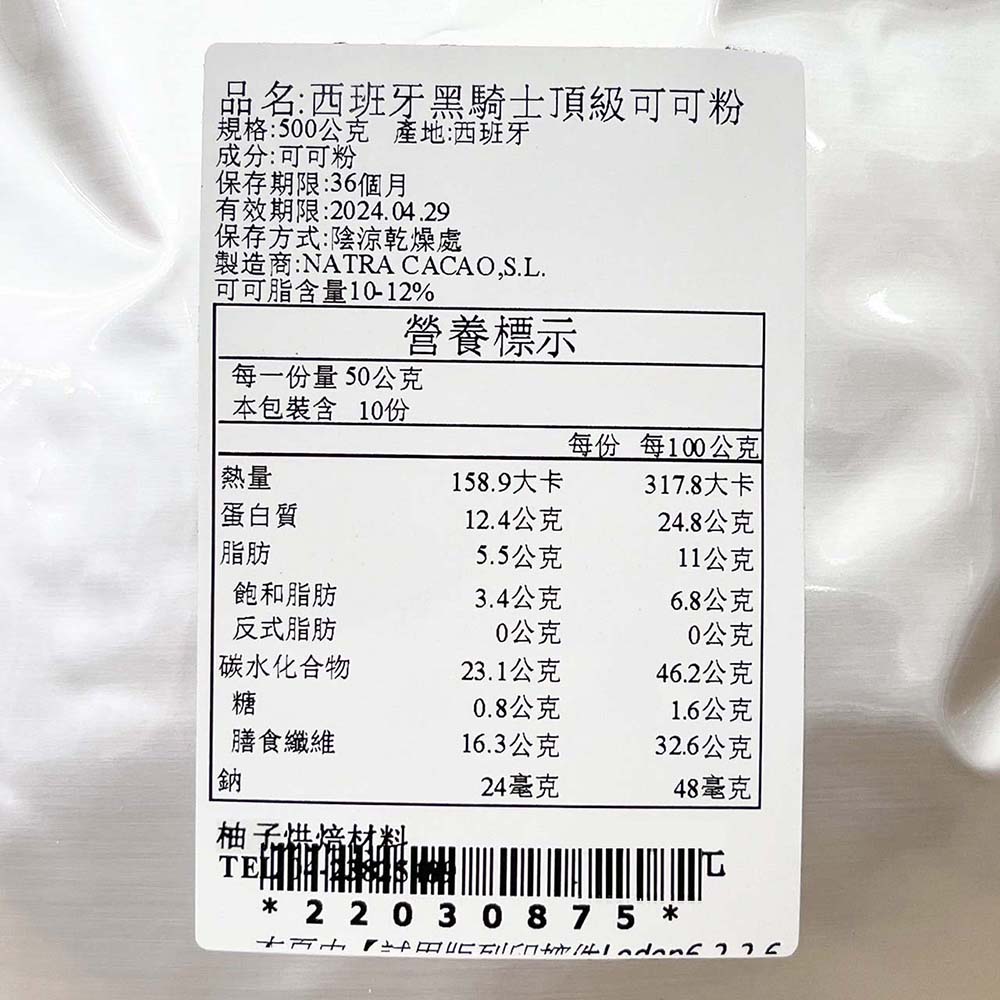 品名:西班牙黑騎士頂級可可粉
規格:500公克 產地:西班牙
成分:可可粉
保存期限:36個月
有效期限:2024.04.29
保存方式:陰涼乾燥處
製造商:NATRA CACAO,S.L.
可可脂含量10-12%
營養標示
每一份量 50公克
本包裝含 10份
每份 每100公克
熱量 158.9大卡 317.8大卡
蛋白質 12.4公克 24.8公克
脂肪 5.5公克 11公克
飽和脂肪 3.4公克 6.8公克
反式脂肪 0公克 0公克
碳水化合物 23.1公克 46.2公克
糖 0.8公克 1.6公克
膳食纖維 16.3公克 32.6公克
鈉 24毫克 48毫克
柚子烘焙材料
*22030875*